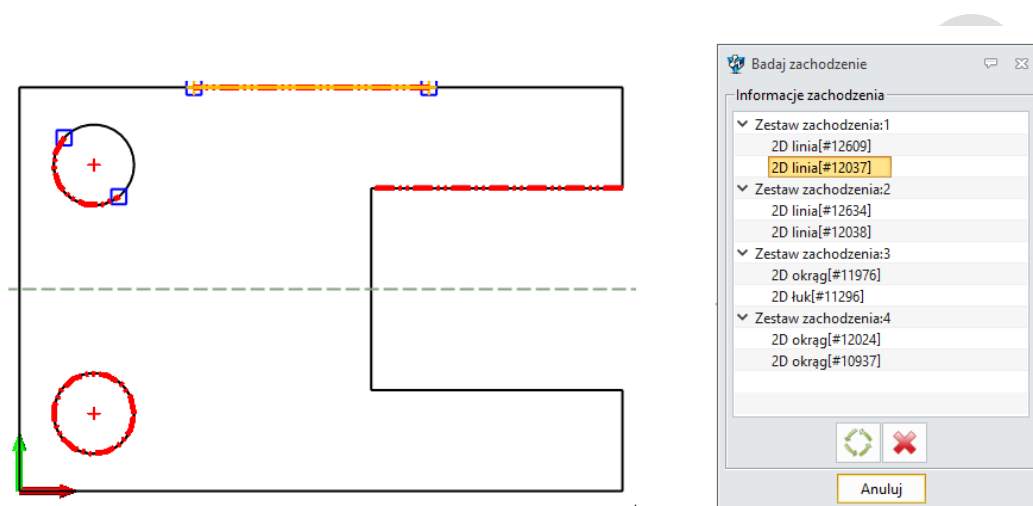 Badaj zachodzenie
Informacje zachodzenia
Zestaw zachodzenia:1
2D linia[#12609]
2D linia[#12037]
Zestaw zachodzenia:2
2D linia[#12634]
2D linia[#12038]
Zestaw zachodzenia:3
2D okrąg[#11976]
2D łuk[#11296]
Zestaw zachodzenia:4
2D okrąg[#12024]
2D okrąg[#10937]
Anuluj